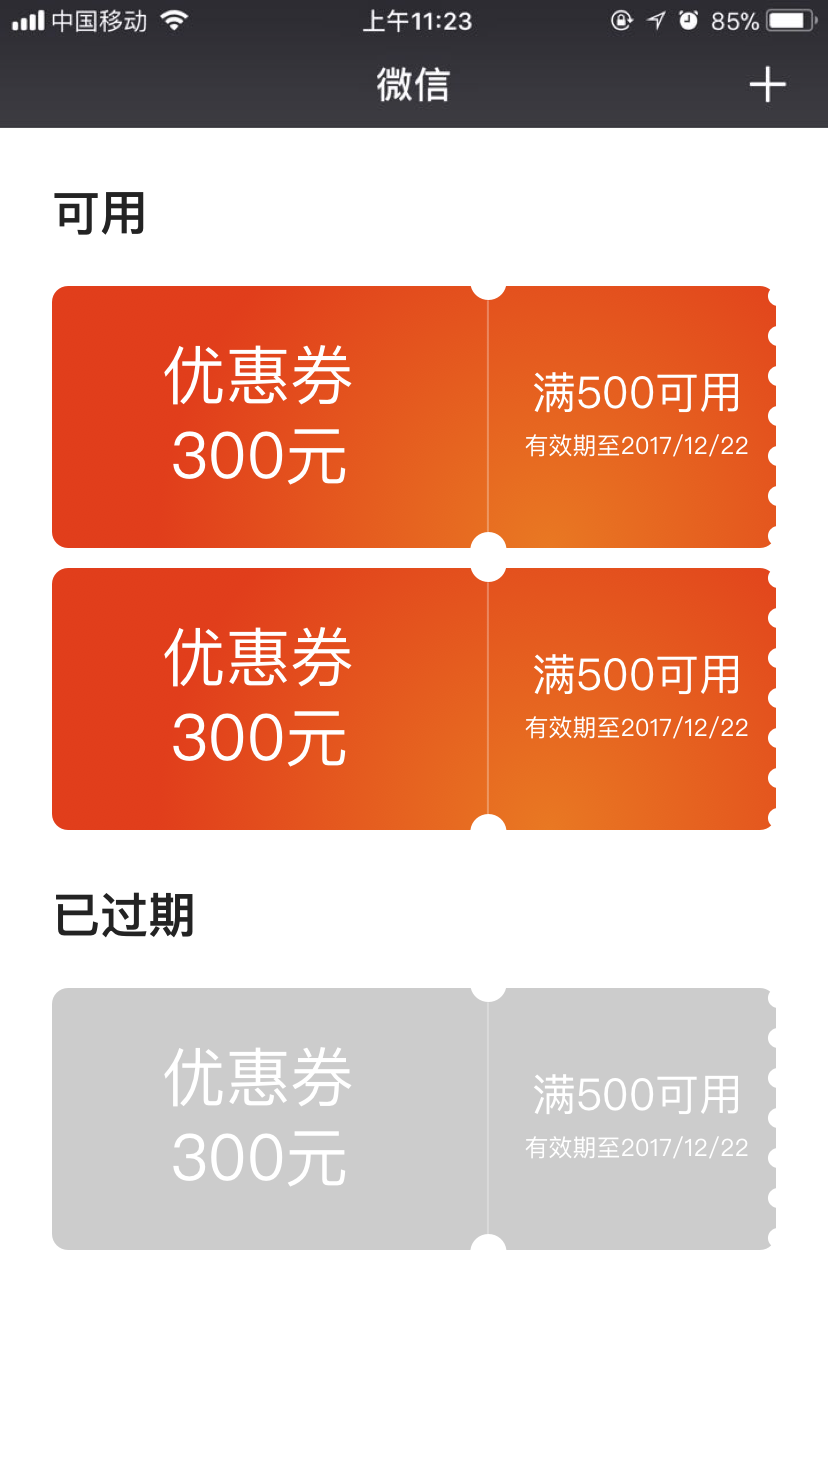 中国移动 上午11:23 85%
微信
可用
优惠券
300元
满500可用
有效期至2017/12/22
优惠券
300元
满500可用
有效期至2017/12/22
已过期
优惠券
300元
满500可用
有效期至2017/12/22